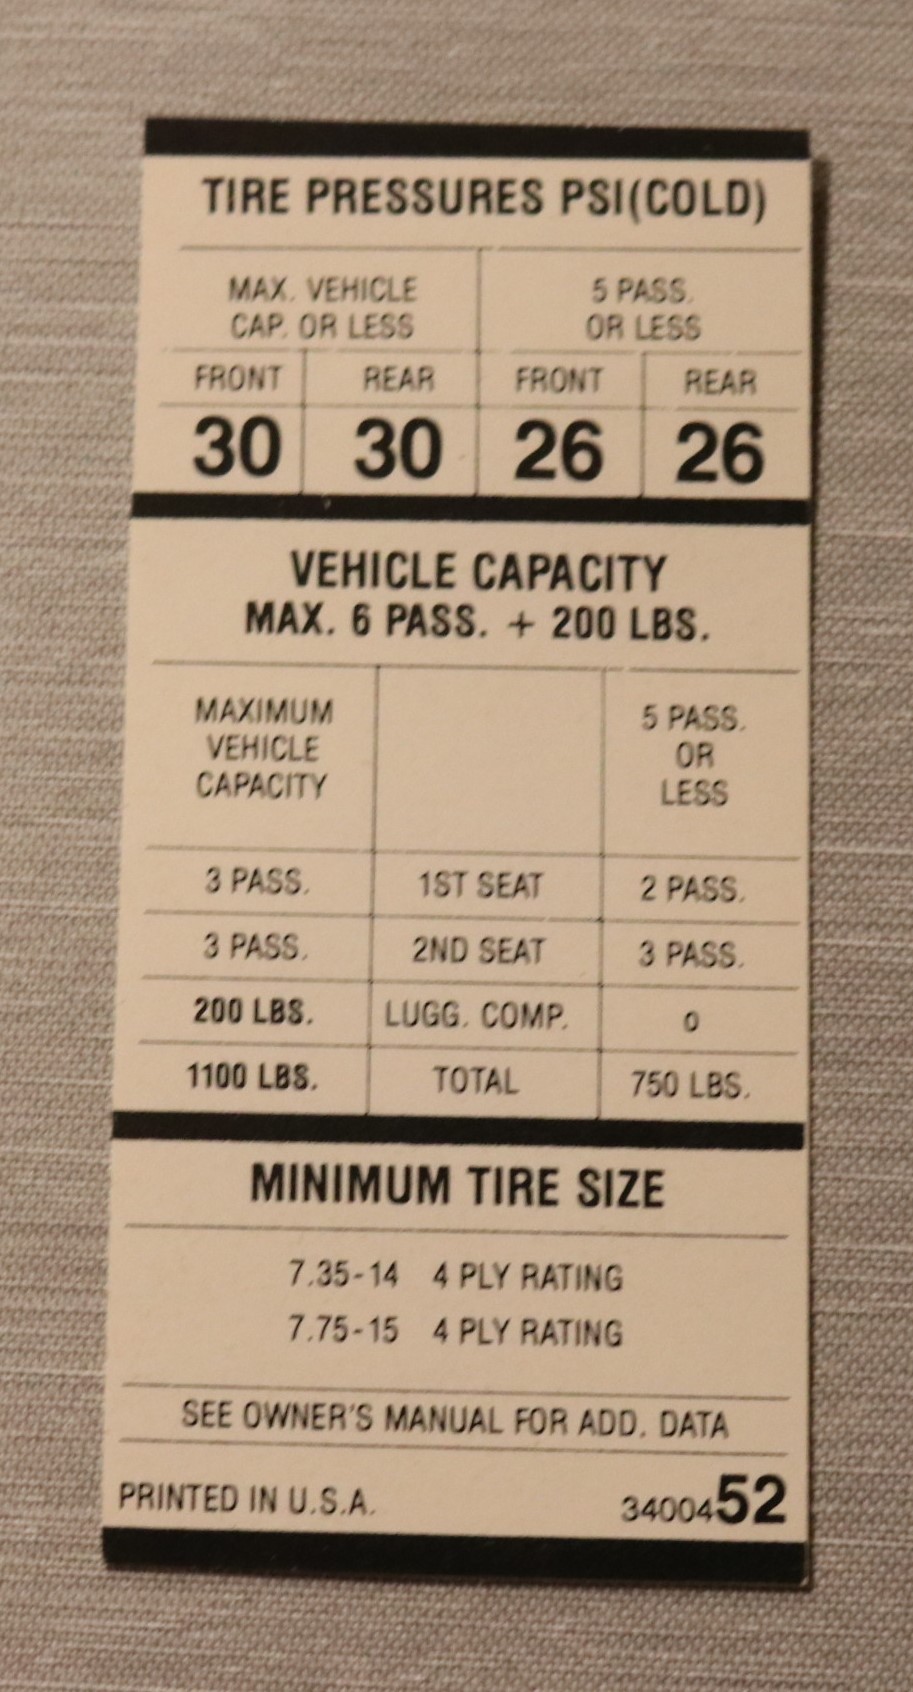 TIRE PRESSURES PSI(COLD)
MAX. VEHICLE
CAP. OR LESS
5 PASS.
OR LESS
FRONT REAR FRONT REAR
30 30 26 26
VEHICLE CAPACITY
MAX. 6 PASS. + 200 LBS.
MAXIMUM
VEHICLE
CAPACITY
5 PASS.
OR
LESS
3 PASS. 1ST SEAT 2 PASS.
3 PASS. 2ND SEAT 3 PASS.
200 LBS. LUGG. COMP. 0
1100 LBS. TOTAL 750 LBS.
MINIMUM TIRE SIZE
7.35-14 4 PLY RATING
7.75-15 4 PLY RATING
SEE OWNER'S MANUAL FOR ADD. DATA
PRINTED IN U.S.A. 3400452